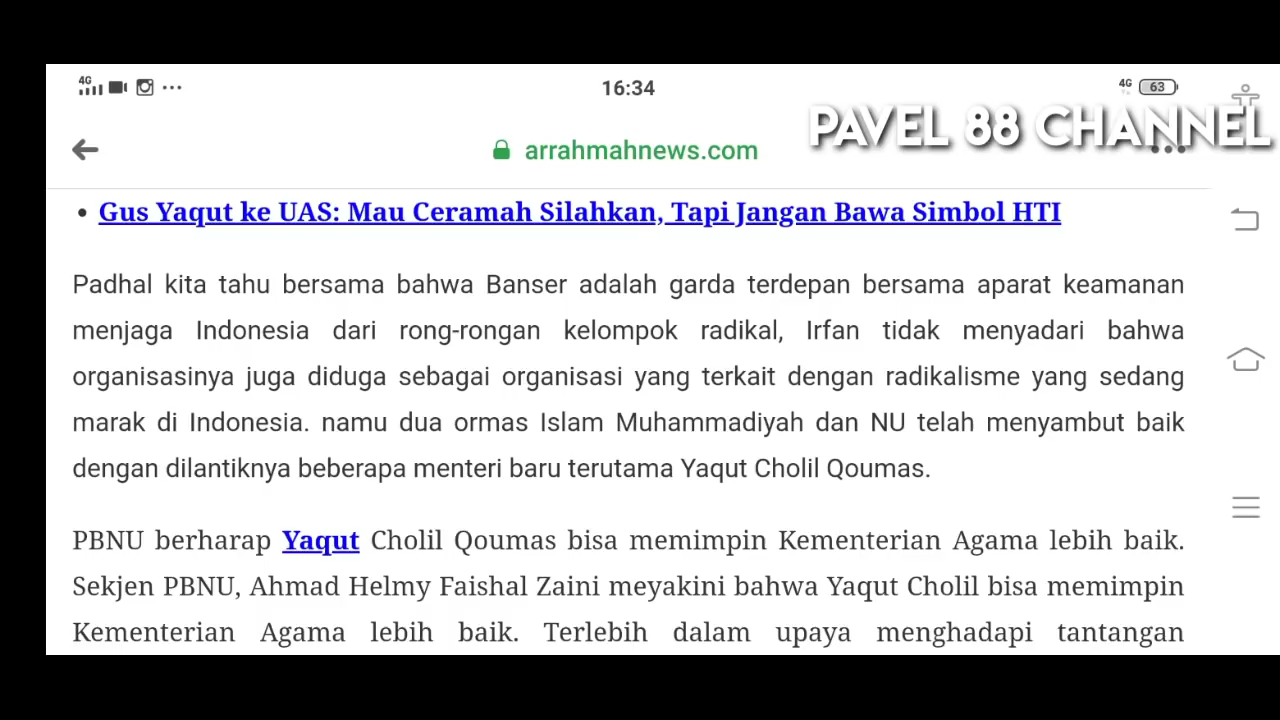 4G 16:34 4G 63
PAVEL 88 CHANNEL
arrahmahnews.com
• Gus Yaqut ke UAS: Mau Ceramah Silahkan, Tapi Jangan Bawa Simbol HTI
Padhal kita tahu bersama bahwa Banser adalah garda terdepan bersama aparat keamanan
menjaga Indonesia dari rong-rongan kelompok radikal, Irfan tidak menyadari bahwa
organisasinya juga diduga sebagai organisasi yang terkait dengan radikalisme yang sedang
marak di Indonesia. namu dua ormas Islam Muhammadiyah dan NU telah menyambut baik
dengan dilantiknya beberapa menteri baru terutama Yaqut Cholil Qoumas.
PBNU berharap Yaqut Cholil Qoumas bisa memimpin Kementerian Agama lebih baik.
Sekjen PBNU, Ahmad Helmy Faishal Zaini meyakini bahwa Yaqut Cholil bisa memimpin
Kementerian Agama lebih baik. Terlebih dalam upaya menghadapi tantangan